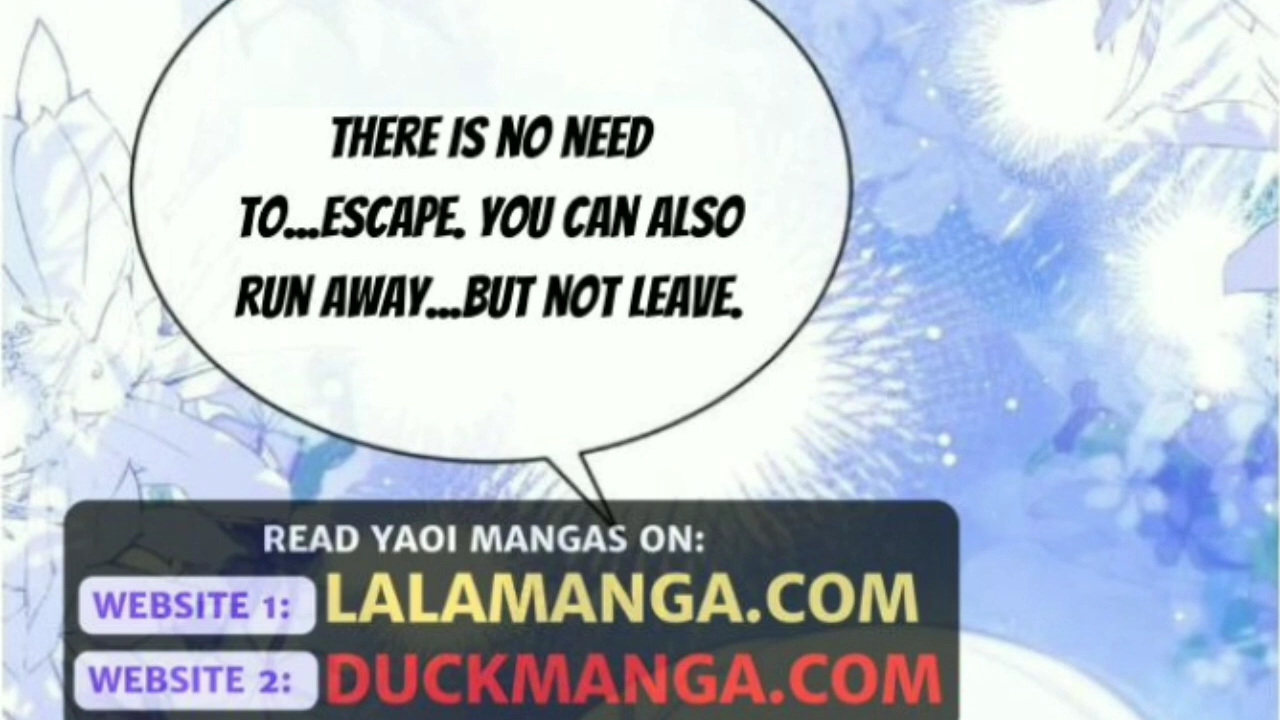 THERE IS NO NEED
TO...ESCAPE. YOU CAN ALSO
RUN AWAY...BUT NOT LEAVE.
READ YAOI MANGAS ON:
WEBSITE 1: LALAMANGA.COM
WEBSITE 2: DUCKMANGA.COM